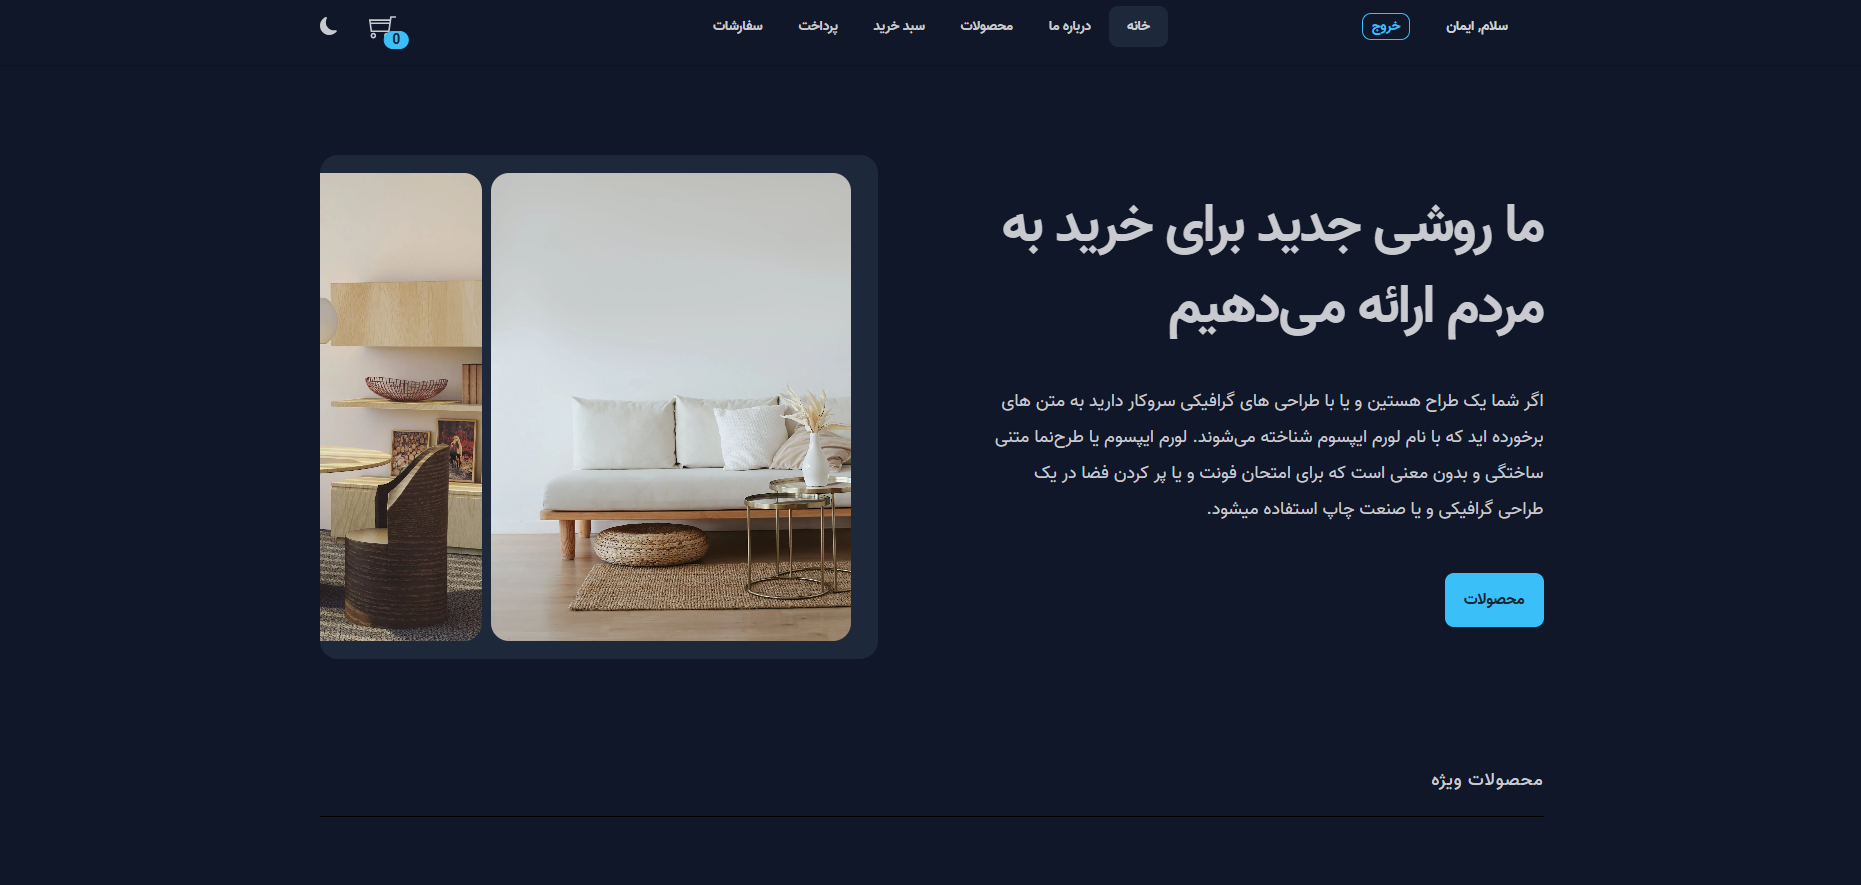 سلام, ایمان
خروج
خانه
درباره ما
محصولات
سبد خرید
پرداخت
سفارشات
0
ما روشی جدید برای خرید به
مردم ارائه می‌دهیم
اگر شما یک طراح هستین و یا با طراحی های گرافیکی سروکار دارید به متن های
برخورده اید که با نام لورم ایپسوم شناخته می‌شوند. لورم ایپسوم یا طرح‌نما متنی
ساختگی و بدون معنی است که برای امتحان فونت و یا پر کردن فضا در یک
طراحی گرافیکی و یا صنعت چاپ استفاده میشود.
محصولات
محصولات ویژه